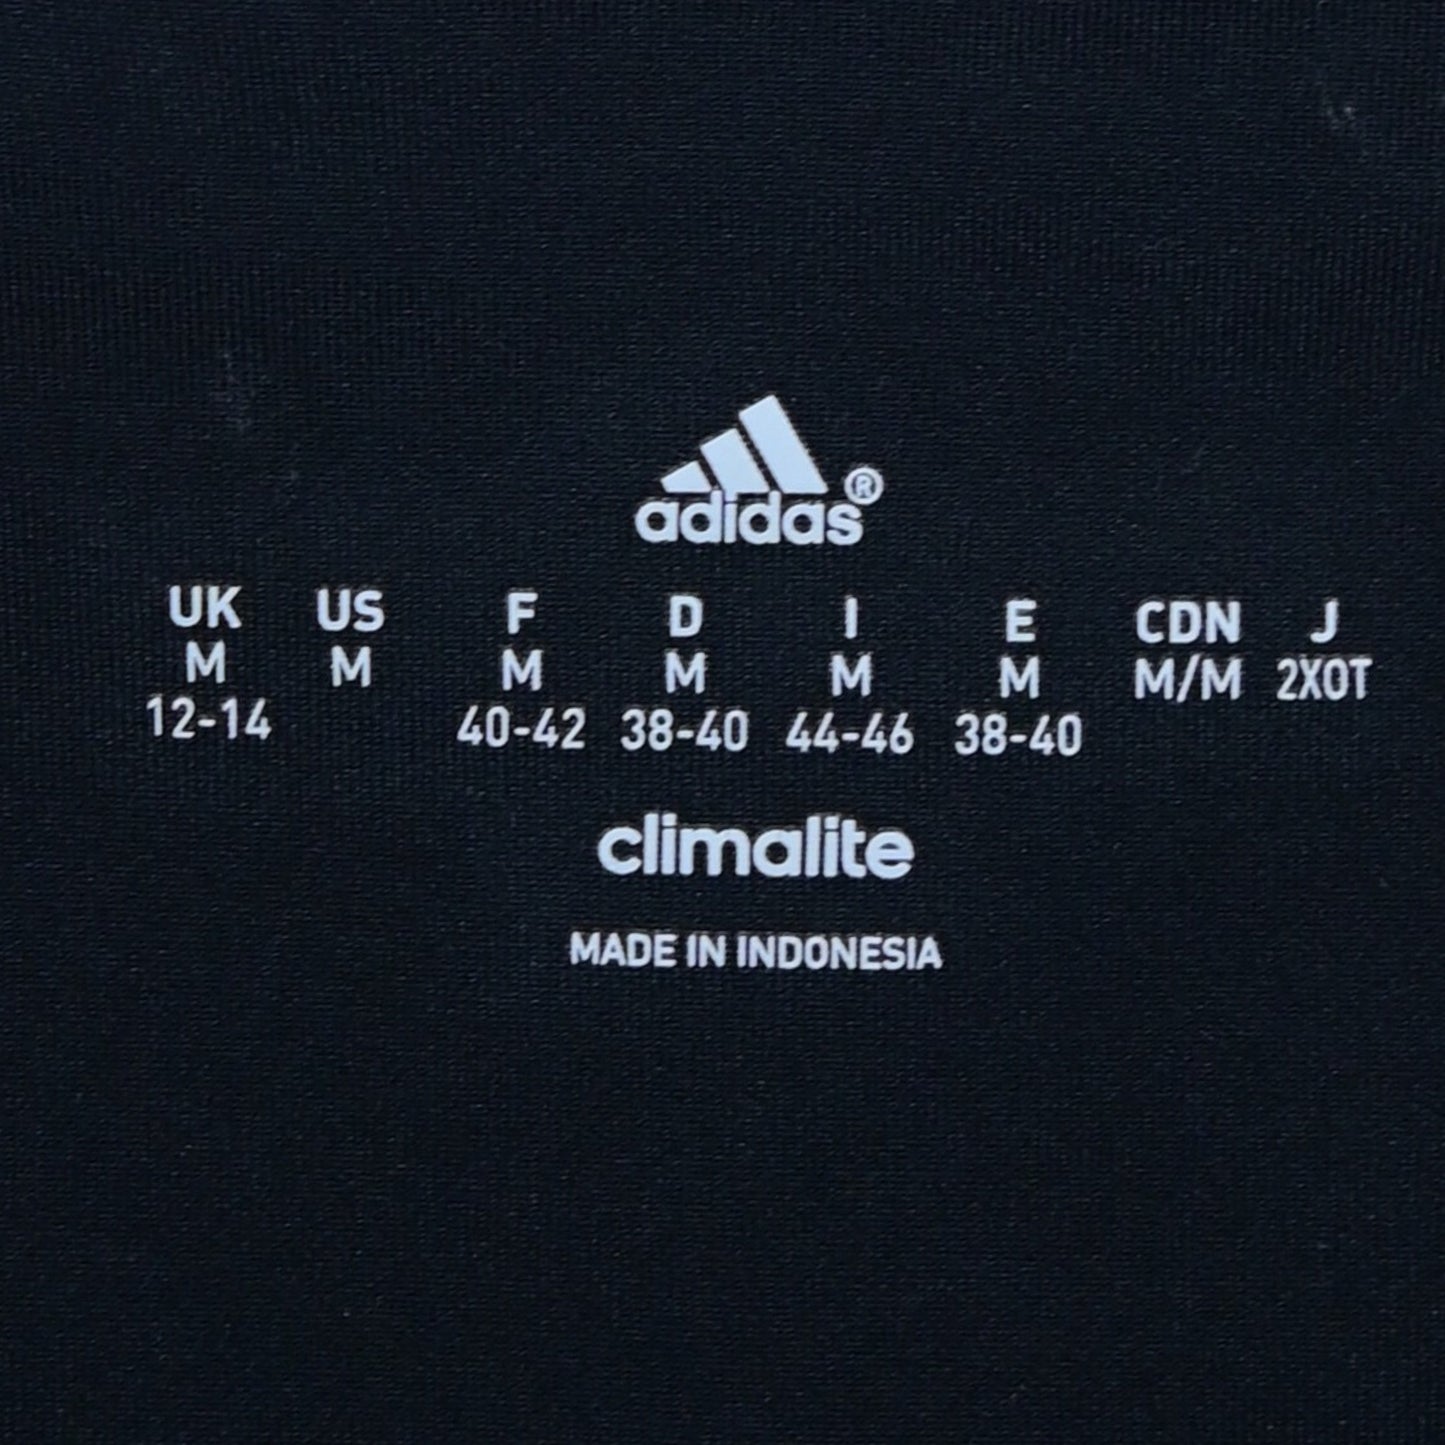 adidas®
UK US F D I E CDN J
M M M M M M M/M 2XOT
12-14 40-42 38-40 44-46 38-40
climalite
MADE IN INDONESIA